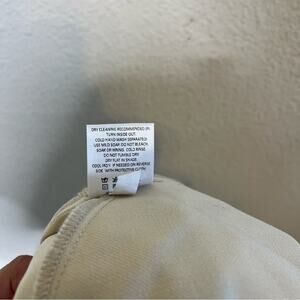 DRY CLEANING RECOMMENDED (P)
TURN INSIDE OUT.
COLD HAND WASH SEPARATELY.
USE MILD SOAP. DO NOT BLEACH,
SOAK OR WRING. COLD RINSE.
DO NOT TUMBLE DRY.
DRY FLAT IN SHADE.
COOL IRON IF NEEDED ON REVERSE
SIDE WITH PROTECTIVE CLOTH.